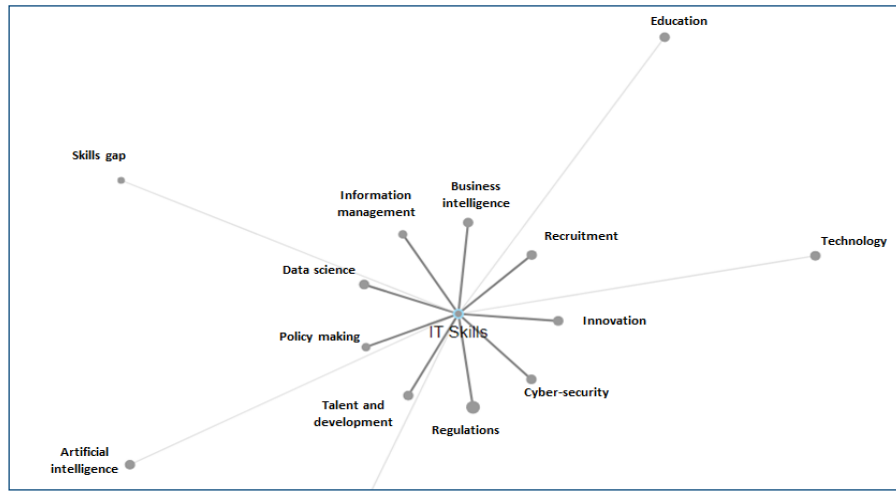 Education
Skills gap
Information
management
Business
intelligence
Recruitment
Technology
Data science
Innovation
IT Skills
Policy making
Cyber-security
Talent and
development
Regulations
Artificial
intelligence